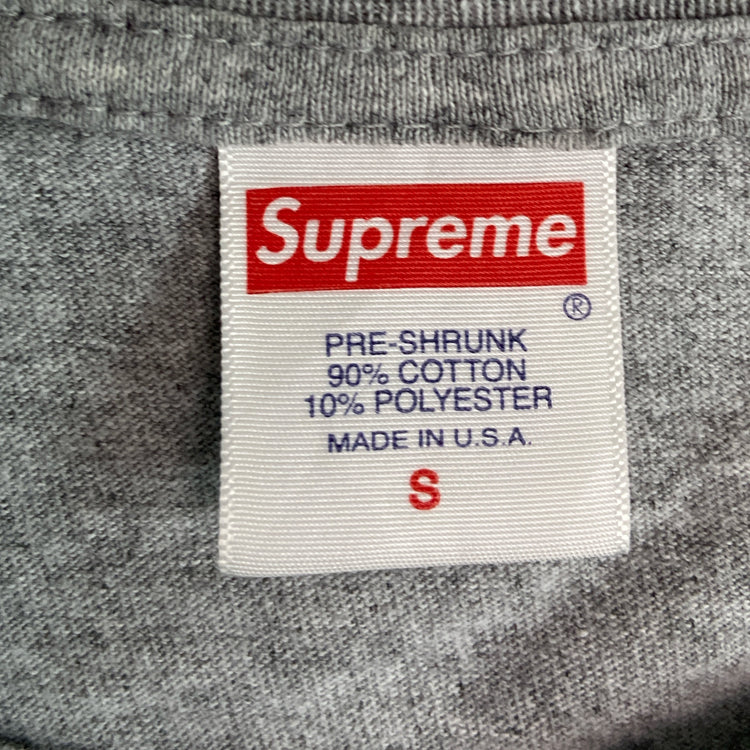 Supreme
®
PRE-SHRUNK
90% COTTON
10% POLYESTER
MADE IN U.S.A.
S